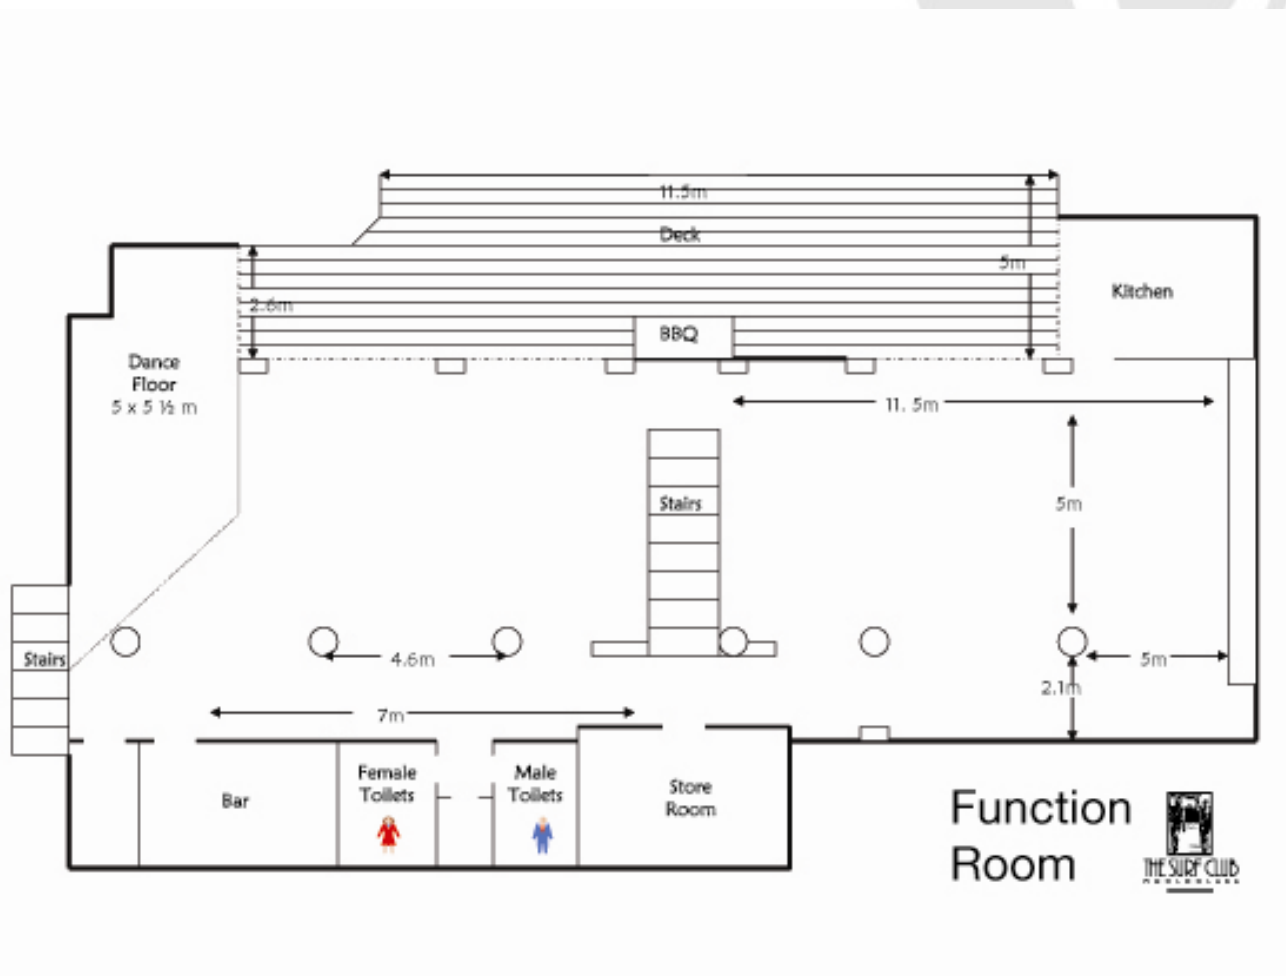 11.5m
Deck
5m
2.6m
Kitchen
BBQ
Dance
Floor
5 x 5 ½ m
11. 5m
Stairs
5m
Stairs
4.6m
5m
2.1m
7m
Female
Toilets
Male
Toilets
Store
Room
Bar
Function
Room
THE SURF CLUB